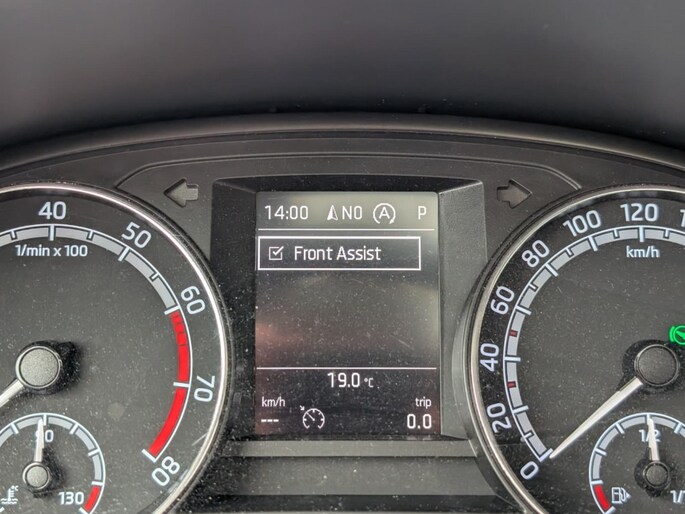 14:00 N0 A P
Front Assist
19.0 °C
km/h trip
--- 0.0
40 50 60 70 80
1/min x 100
90 130
°C
0 20 40 60 80 100 120
km/h
1/2